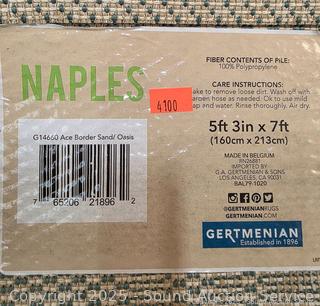 NAPLES
4100
G14660 Ace Border Sand/ Oasis
7 65206 21896 2
FIBER CONTENTS OF PILE:
100% Polypropylene
CARE INSTRUCTIONS:
ake to remove loose dirt. Wash off with
arden hose as needed. Ok to use mild
ap and water. Rinse thoroughly. Air dry.
5ft 3in x 7ft
(160cm x 213cm)
MADE IN BELGIUM
RN26881
IMPORTED BY
G.A. GERTMENIAN & SONS
LOS ANGELES, CA 90031
BAL79-1020
@GERTMENIANRUGS
GERTMENIAN.COM
GERTMENIAN
Established in 1896
Copyright 2025 - Sound Auction Service